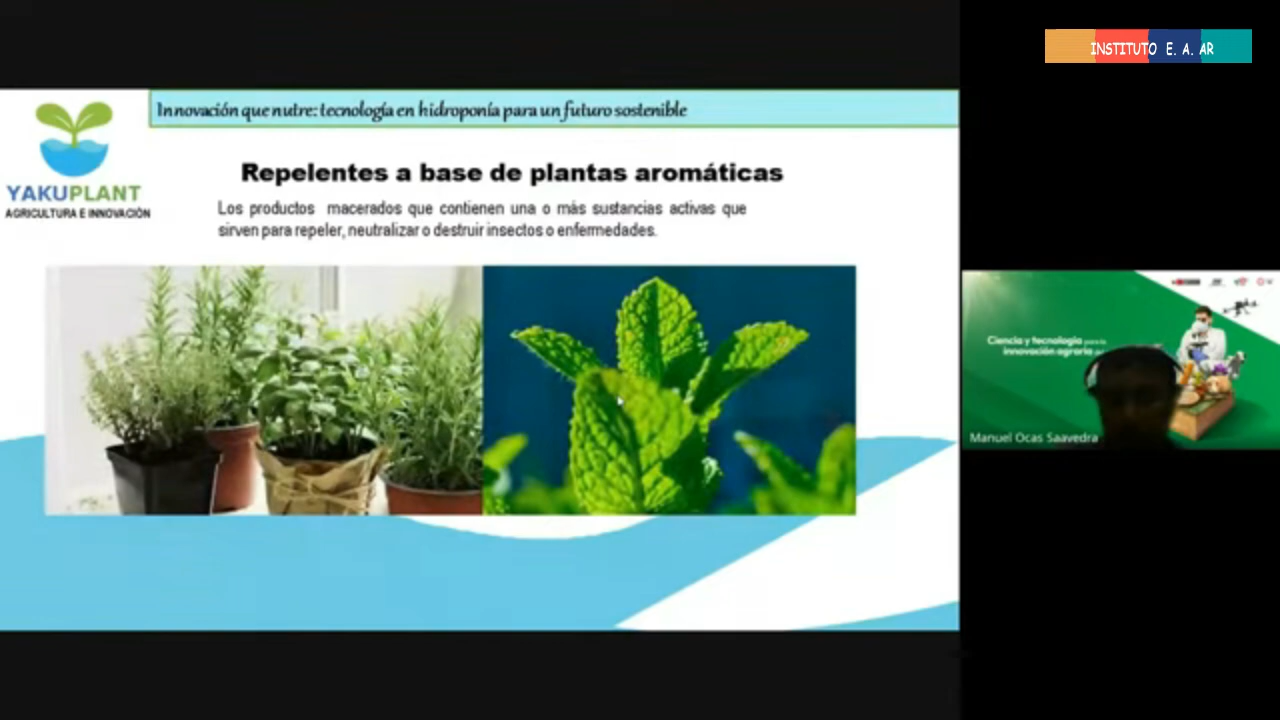 INSTITUTO E. A. AR
Innovación que nutre: tecnología en hidroponía para un futuro sostenible
YAKUPLANT
AGRICULTURA E INNOVACIÓN
Repelentes a base de plantas aromáticas
Los productos macerados que contienen una o más sustancias activas que
sirven para repeler, neutralizar o destruir insectos o enfermedades.
Ciencia y tecnología para la
innovación agraria
Manuel Ocas Saavedra